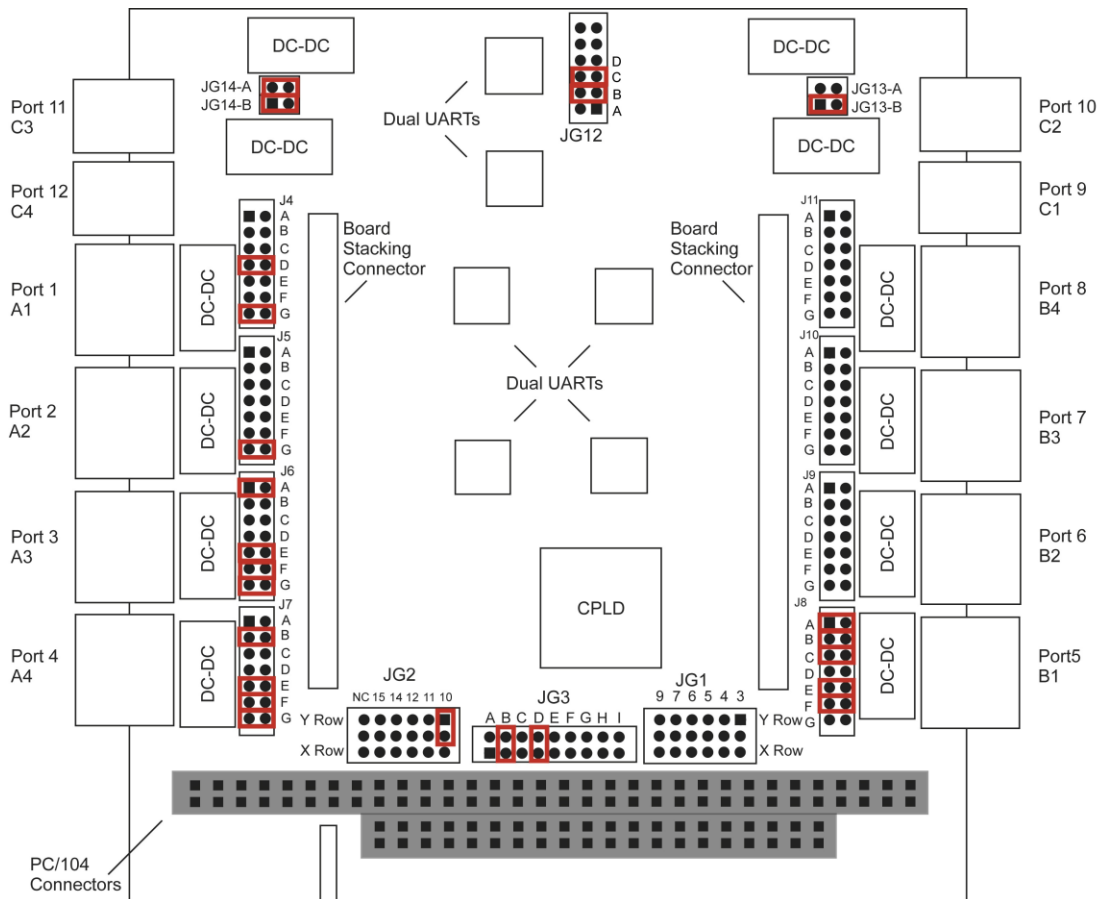 DC-DC
DC-DC
D
C
B
A
JG12
JG14-A
JG14-B
JG13-A
JG13-B
Port 11
C3
Dual UARTs
Port 10
C2
DC-DC
DC-DC
Port 12
C4
Port 9
C1
J4
A
B
C
D
E
F
G
Board
Stacking
Connector
Board
Stacking
Connector
J11
A
B
C
D
E
F
G
Port 1
A1
DC-DC
DC-DC
Port 8
B4
J5
A
B
C
D
E
F
G
Dual UARTs
J10
A
B
C
D
E
F
G
Port 2
A2
DC-DC
DC-DC
Port 7
B3
J6
A
B
C
D
E
F
G
J9
A
B
C
D
E
F
G
Port 3
A3
DC-DC
DC-DC
Port 6
B2
CPLD
J7
A
B
C
D
E
F
G
J8
A
B
C
D
E
F
G
Port 4
A4
DC-DC
DC-DC
Port5
B1
JG2
NC 15 14 12 11 10
Y Row
X Row
JG3
A B C D E F G H I
JG1
9 7 6 5 4 3
Y Row
X Row
PC/104
Connectors